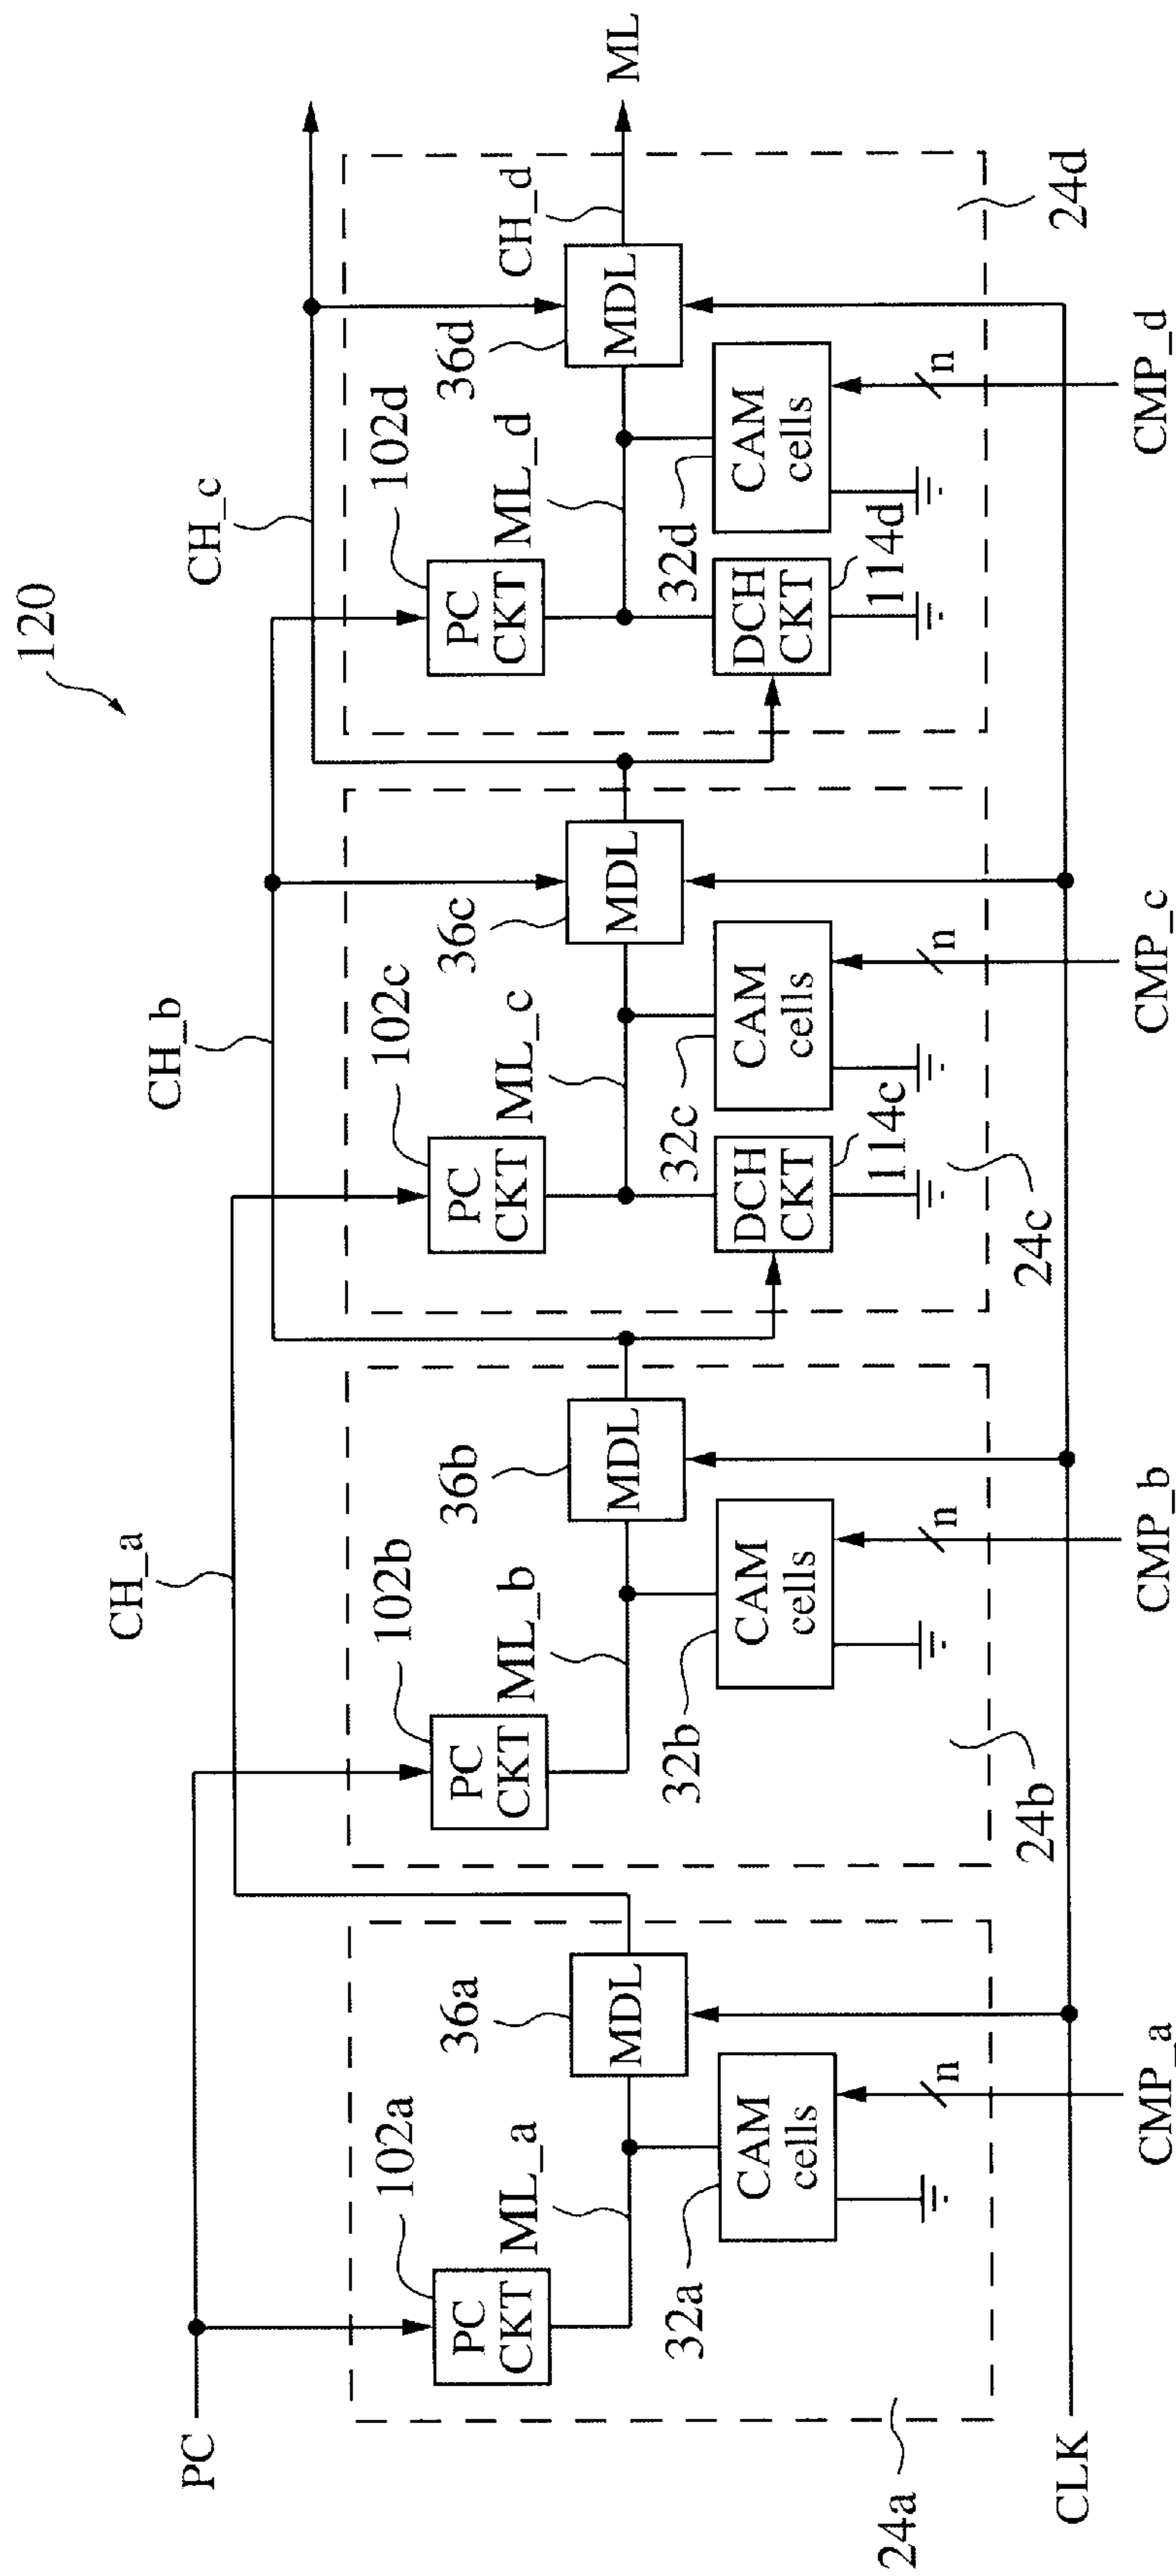 120
PC
CLK
CH_a
CH_b
CH_c
24a
102a
PC
CKT
ML_a
36a
MDL
32a
CAM
cells
n
CMP_a
24b
102b
PC
CKT
ML_b
36b
MDL
32b
CAM
cells
n
CMP_b
24c
102c
PC
CKT
ML_c
36c
MDL
32c
CAM
cells
DCH
CKT
114c
n
CMP_c
24d
102d
PC
CKT
ML_d
36d
MDL
CH_d
32d
CAM
cells
DCH
CKT
114d
n
CMP_d
ML